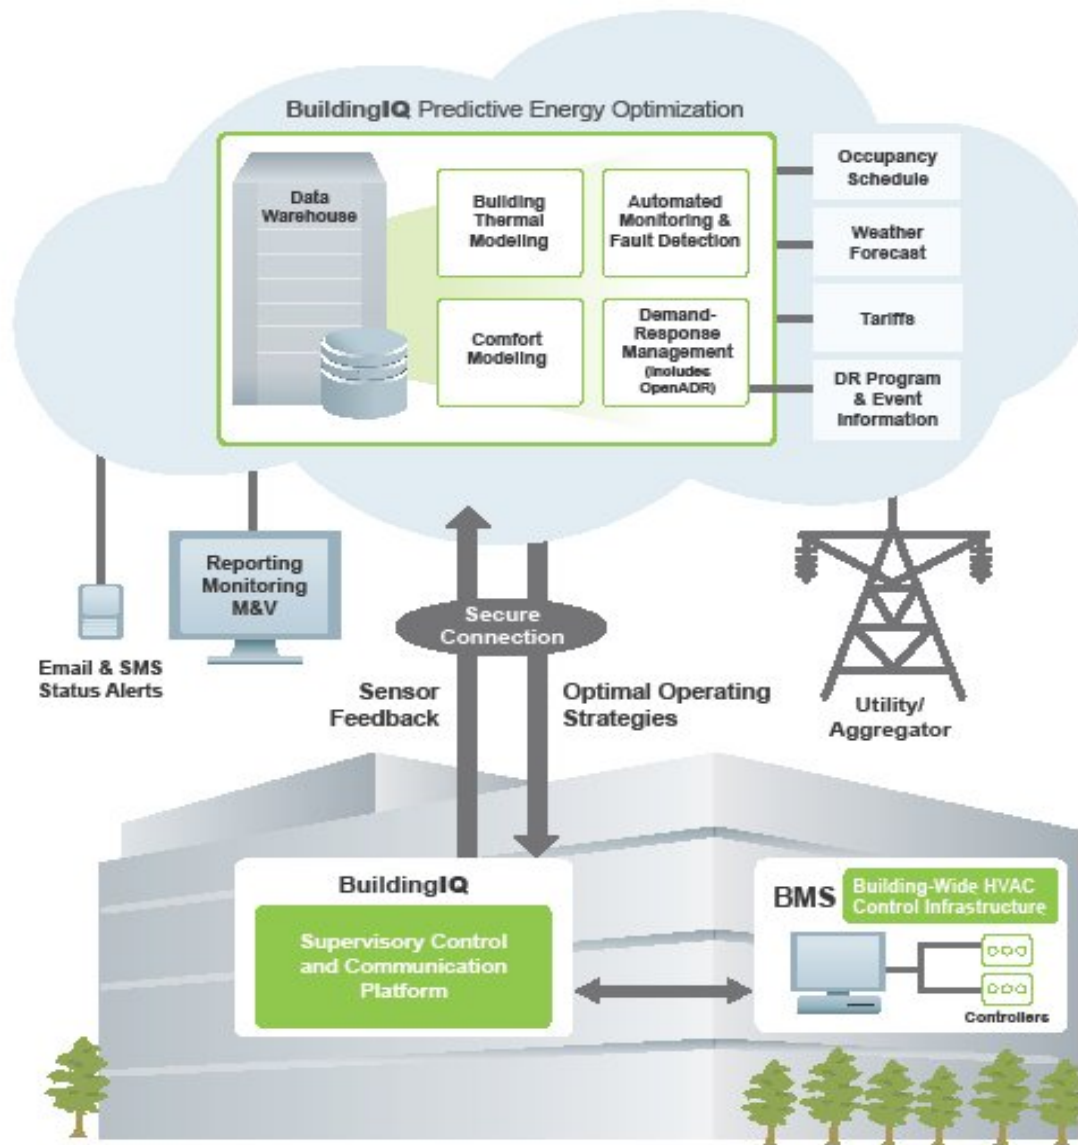 BuildingIQ Predictive Energy Optimization
Data
Warehouse
Building
Thermal
Modeling
Automated
Monitoring &
Fault Detection
Comfort
Modeling
Demand-
Response
Management
(Includes
OpenADR)
Occupancy
Schedule
Weather
Forecast
Tariffs
DR Program
& Event
Information
Reporting
Monitoring
M&V
Email & SMS
Status Alerts
Secure
Connection
Sensor
Feedback
Optimal Operating
Strategies
Utility/
Aggregator
BuildingIQ
Supervisory Control
and Communication
Platform
BMS
Building-Wide HVAC
Control Infrastructure
Controllers